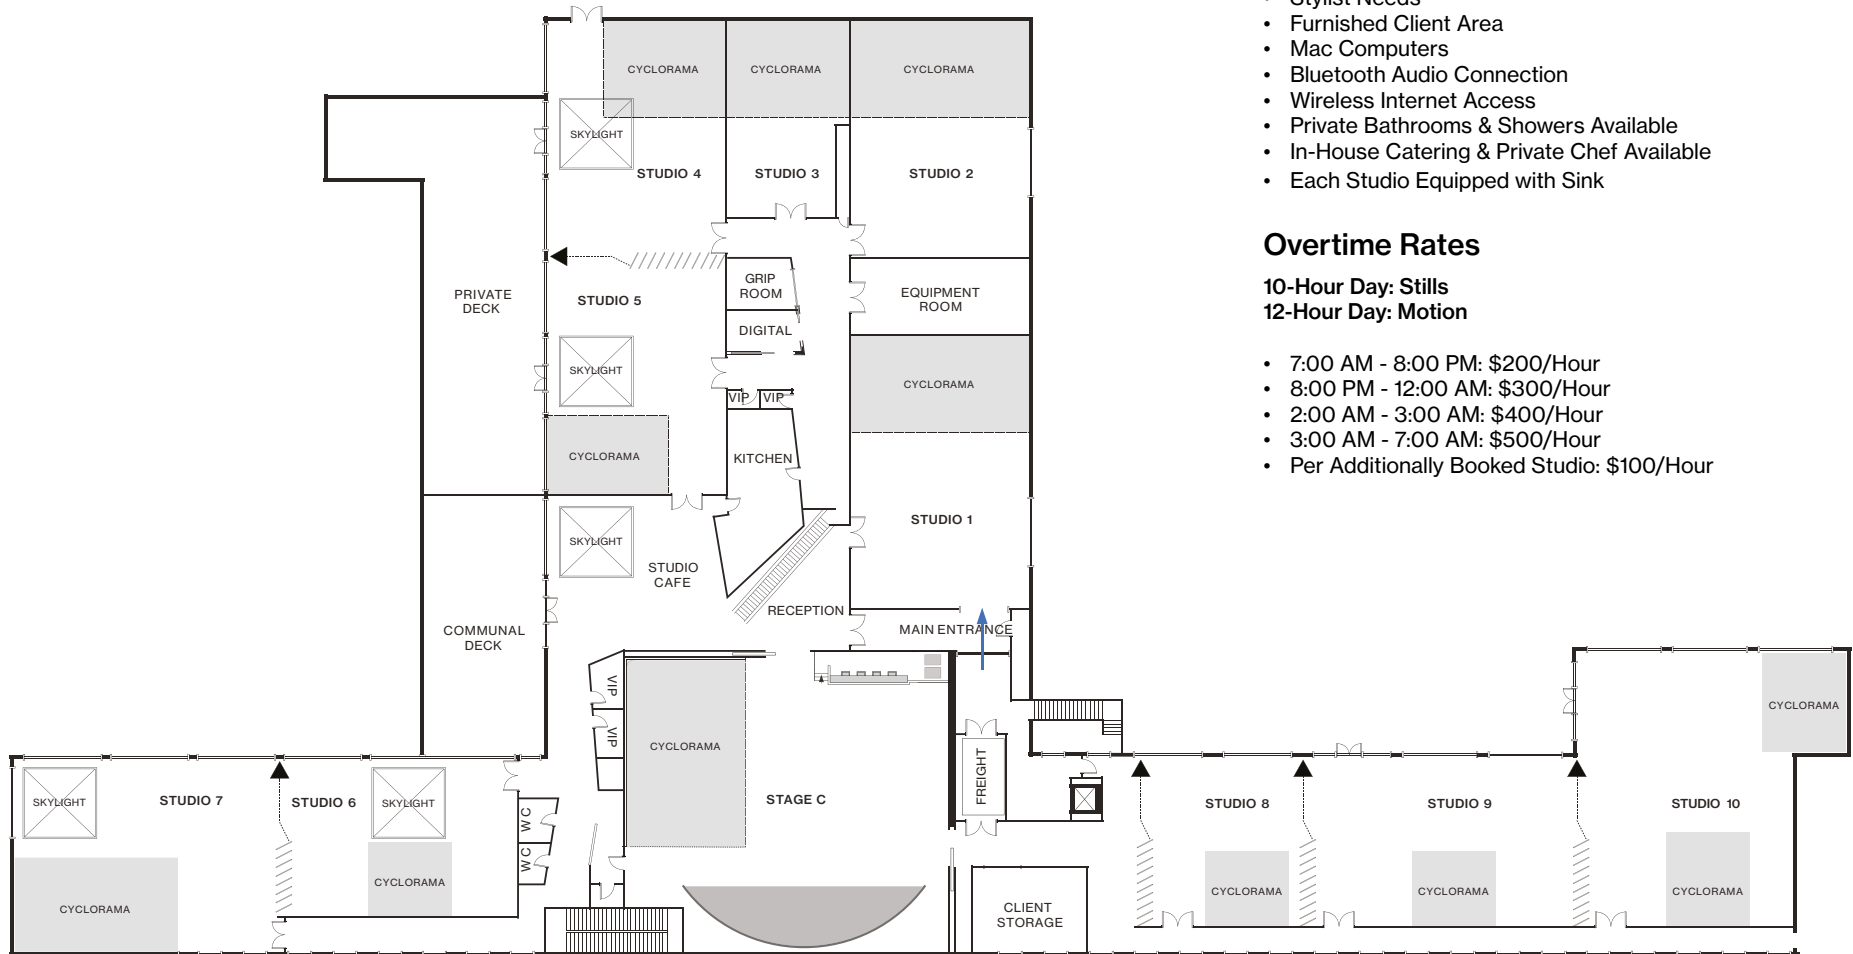 Stylist Needs
• Furnished Client Area
• Mac Computers
• Bluetooth Audio Connection
• Wireless Internet Access
• Private Bathrooms & Showers Available
• In-House Catering & Private Chef Available
• Each Studio Equipped with Sink
Overtime Rates
10-Hour Day: Stills
12-Hour Day: Motion
• 7:00 AM - 8:00 PM: $200/Hour
• 8:00 PM - 12:00 AM: $300/Hour
• 2:00 AM - 3:00 AM: $400/Hour
• 3:00 AM - 7:00 AM: $500/Hour
• Per Additionally Booked Studio: $100/Hour
CYCLORAMA
CYCLORAMA
CYCLORAMA
SKYLIGHT
STUDIO 4
STUDIO 3
STUDIO 2
PRIVATE
DECK
STUDIO 5
GRIP
ROOM
EQUIPMENT
ROOM
DIGITAL
SKYLIGHT
VIP
VIP
CYCLORAMA
CYCLORAMA
KITCHEN
STUDIO 1
SKYLIGHT
STUDIO
CAFE
RECEPTION
MAIN ENTRANCE
COMMUNAL
DECK
VIP
VIP
CYCLORAMA
STAGE C
FREIGHT
CYCLORAMA
SKYLIGHT
STUDIO 7
STUDIO 6
SKYLIGHT
WC
WC
CYCLORAMA
CYCLORAMA
CLIENT
STORAGE
STUDIO 8
STUDIO 9
STUDIO 10
CYCLORAMA
CYCLORAMA
CYCLORAMA